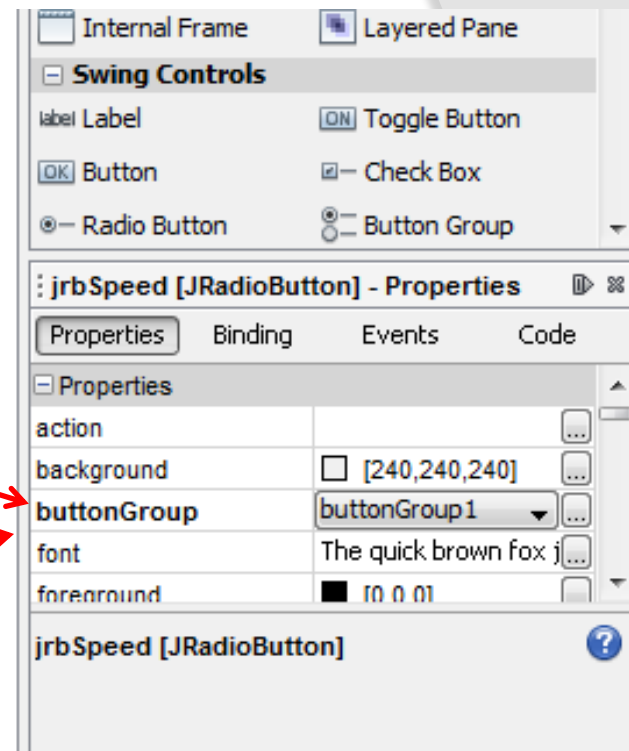 Internal Frame Layered Pane
Swing Controls
label Label ON Toggle Button
OK Button Check Box
Radio Button Button Group
jrbSpeed [JRadioButton] - Properties
Properties Binding Events Code
Properties
action ...
background [240,240,240] ...
buttonGroup buttonGroup1 ...
font The quick brown fox j ...
foreground [0 0 0]
jrbSpeed [JRadioButton] ?